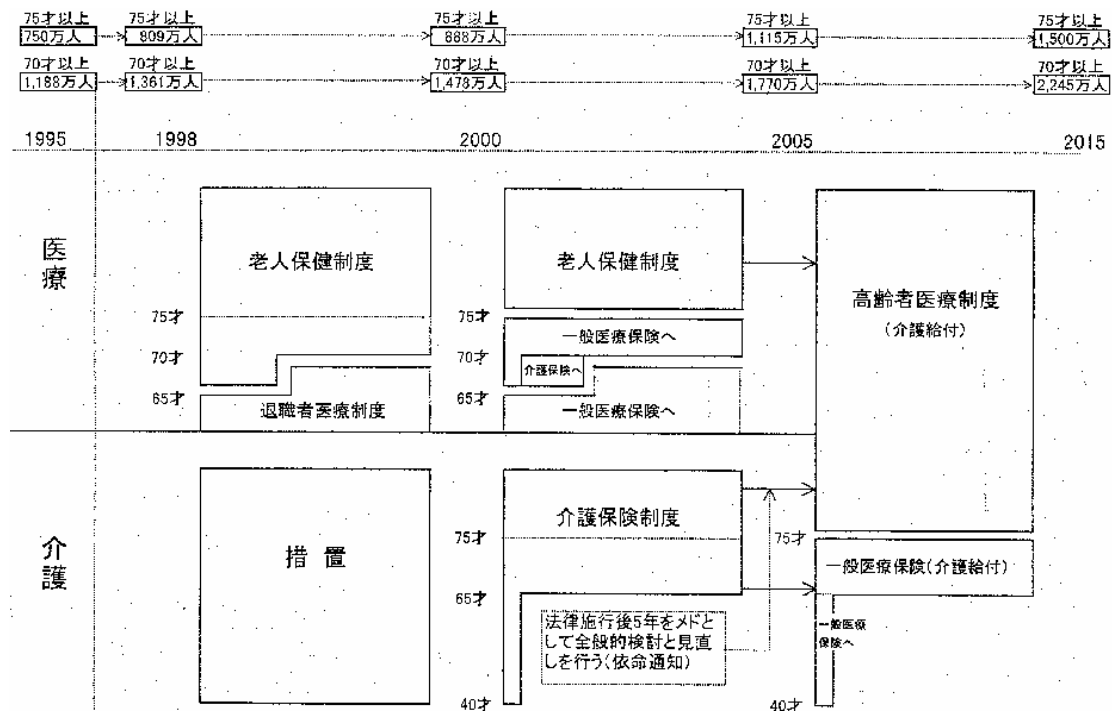 75才以上 75才以上 75才以上 75才以上 75才以上
750万人 809万人 868万人 1,115万人 1,500万人
70才以上 70才以上 70才以上 70才以上 70才以上
1,188万人 1,361万人 1,478万人 1,770万人 2,245万人
1995 1998 2000 2005 2015
医療
老人保健制度
75才
70才
65才
退職者医療制度
老人保健制度
75才
一般医療保険へ
70才
介護保険へ
65才
一般医療保険へ
高齢者医療制度
(介護給付)
介護
措置
介護保険制度
75才
65才
40才
法律施行後5年をメドと
して全般的検討と見直
しを行う(依命通知)
75才
一般医療保険(介護給付)
一般医療
保険へ
40才